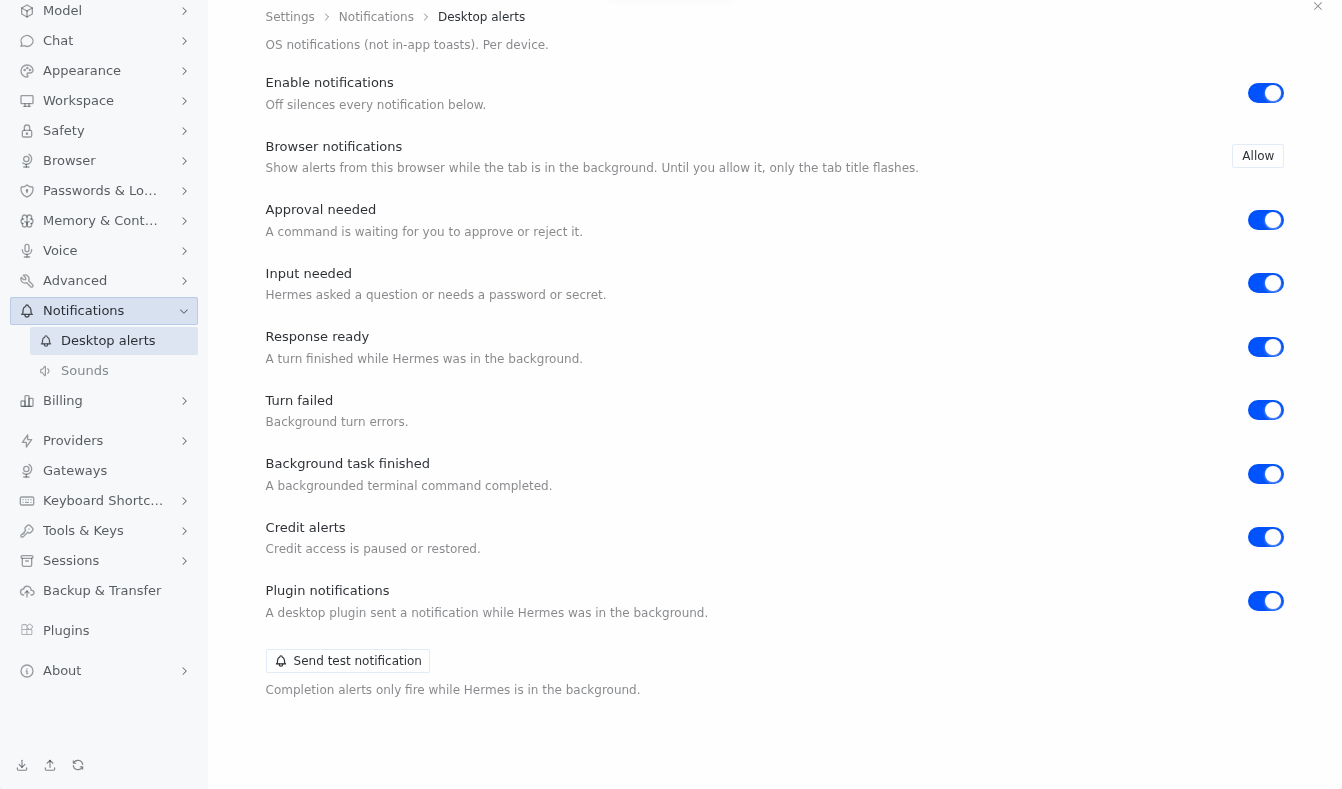 Model
Chat
Appearance
Workspace
Safety
Browser
Passwords & Lo...
Memory & Cont...
Voice
Advanced
Notifications
Desktop alerts
Sounds
Billing
Providers
Gateways
Keyboard Shortc...
Tools & Keys
Sessions
Backup & Transfer
Plugins
About
Settings > Notifications > Desktop alerts
OS notifications (not in-app toasts). Per device.
Enable notifications
Off silences every notification below.
Browser notifications
Show alerts from this browser while the tab is in the background. Until you allow it, only the tab title flashes.
Allow
Approval needed
A command is waiting for you to approve or reject it.
Input needed
Hermes asked a question or needs a password or secret.
Response ready
A turn finished while Hermes was in the background.
Turn failed
Background turn errors.
Background task finished
A backgrounded terminal command completed.
Credit alerts
Credit access is paused or restored.
Plugin notifications
A desktop plugin sent a notification while Hermes was in the background.
Send test notification
Completion alerts only fire while Hermes is in the background.